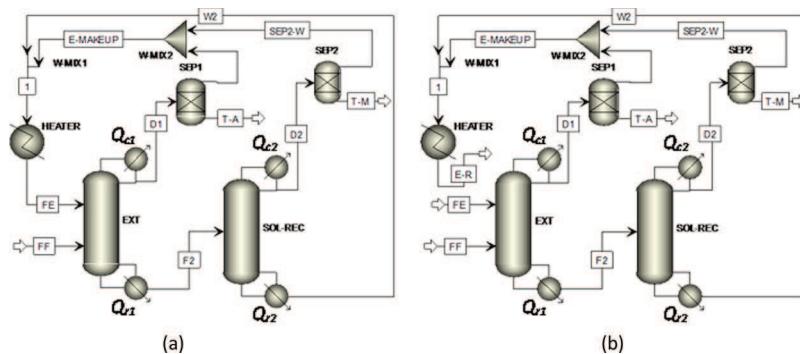 W2
E-MAKEUP
SEP2-W
W-MIX1
W-MIX2
SEP2
SEP1
1
T-M
HEATER
D1
T-A
Qc1
D2
Qc2
FE
EXT
SOL-REC
FF
F2
Qr1
Qr2
(a)
W2
E-MAKEUP
SEP2-W
W-MIX1
W-MIX2
SEP2
SEP1
1
T-M
HEATER
D1
T-A
Qc1
D2
E-R
Qc2
FE
EXT
SOL-REC
FF
F2
Qr1
Qr2
(b)